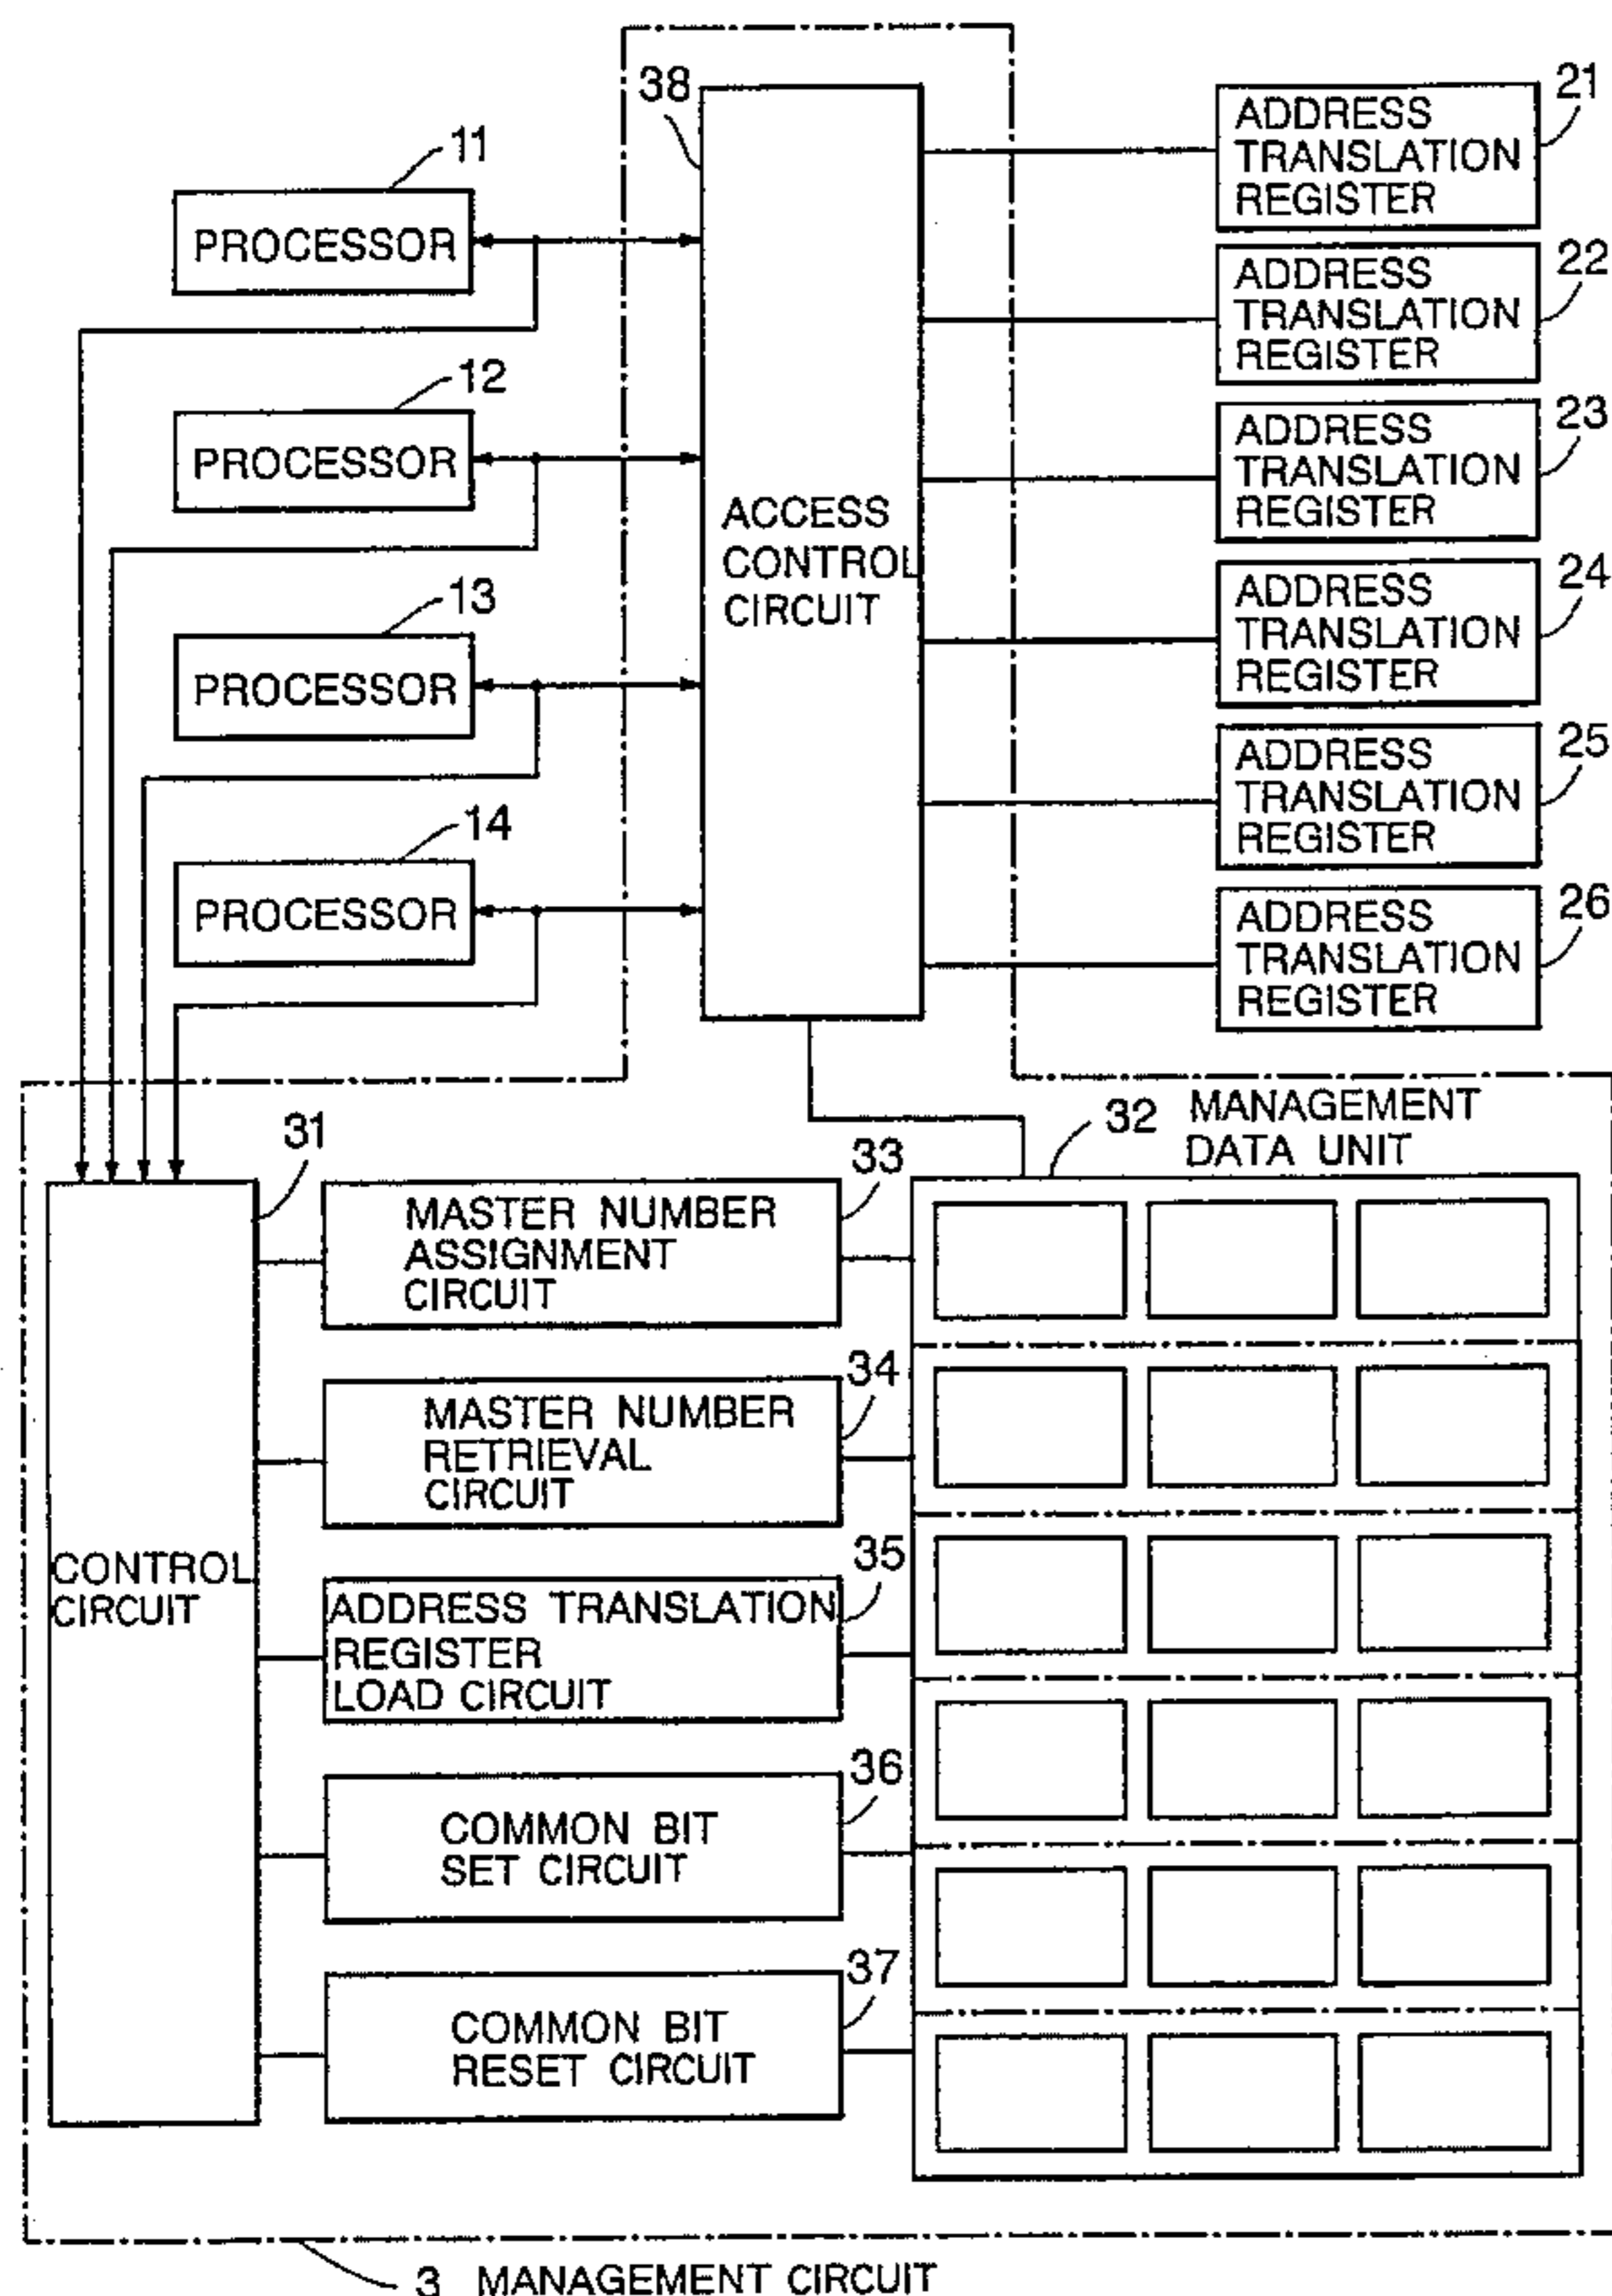 38
21
ADDRESS
TRANSLATION
REGISTER
11
PROCESSOR
22
ADDRESS
TRANSLATION
REGISTER
12
PROCESSOR
23
ADDRESS
TRANSLATION
REGISTER
ACCESS
CONTROL
CIRCUIT
13
PROCESSOR
24
ADDRESS
TRANSLATION
REGISTER
25
ADDRESS
TRANSLATION
REGISTER
14
PROCESSOR
26
ADDRESS
TRANSLATION
REGISTER
31
CONTROL
CIRCUIT
33
MASTER NUMBER
ASSIGNMENT
CIRCUIT
32 MANAGEMENT
DATA UNIT
34
MASTER NUMBER
RETRIEVAL
CIRCUIT
35
ADDRESS TRANSLATION
REGISTER
LOAD CIRCUIT
36
COMMON BIT
SET CIRCUIT
37
COMMON BIT
RESET CIRCUIT
3 MANAGEMENT CIRCUIT